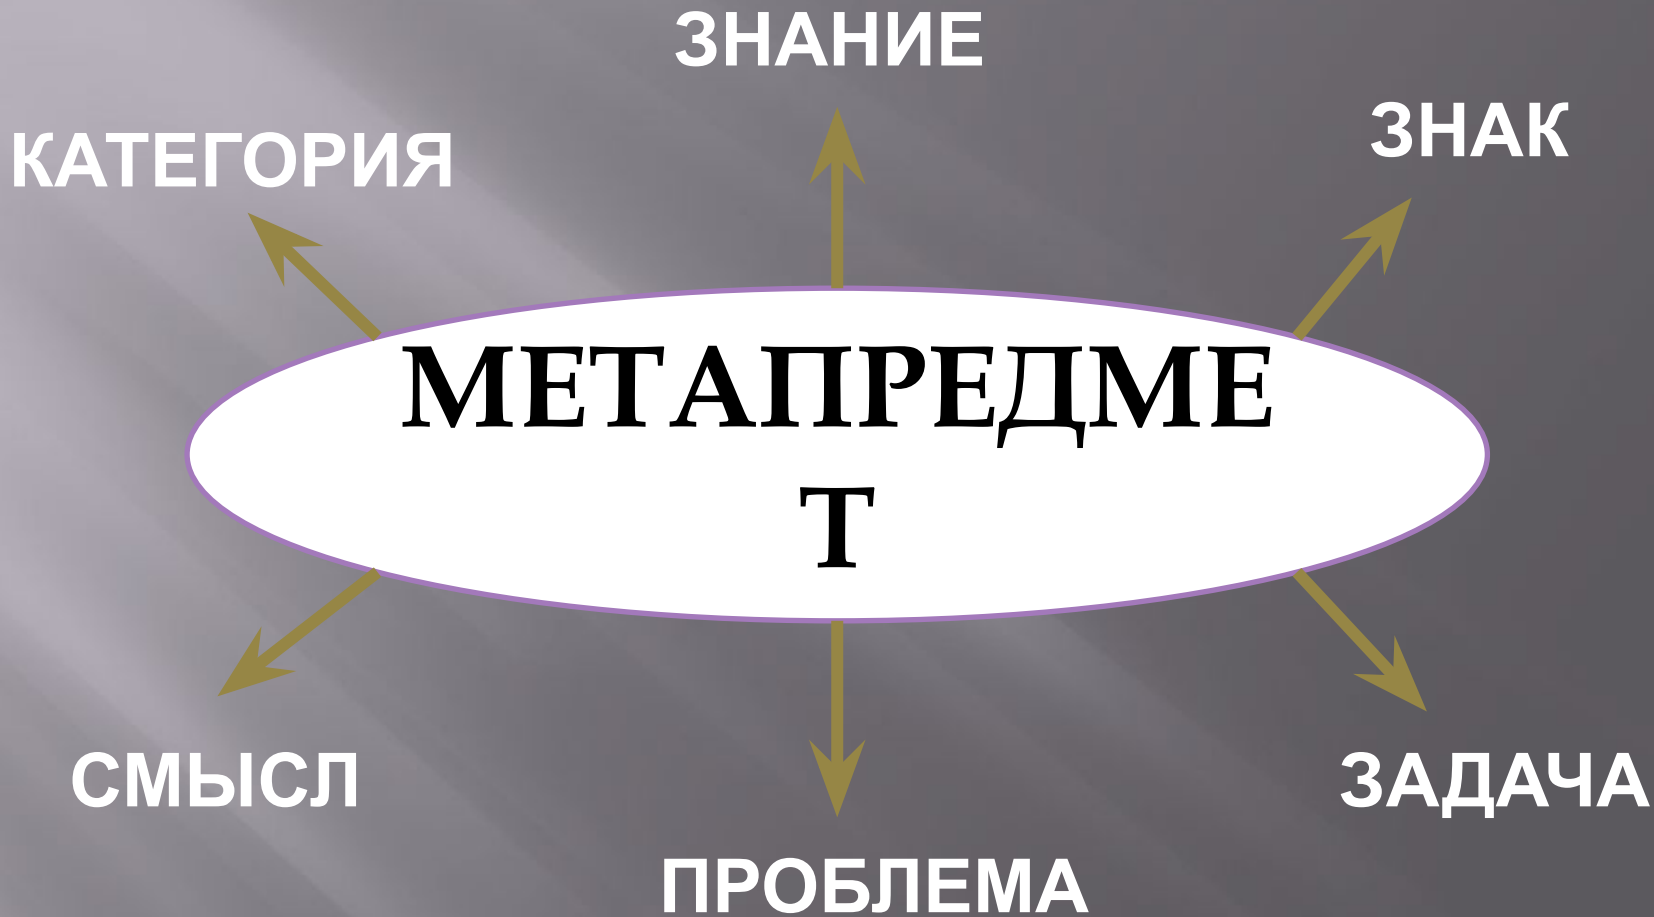 ЗНАНИЕ
ЗНАК
КАТЕГОРИЯ
МЕТАПРЕДМЕ
Т
СМЫСЛ
ЗАДАЧА
ПРОБЛЕМА